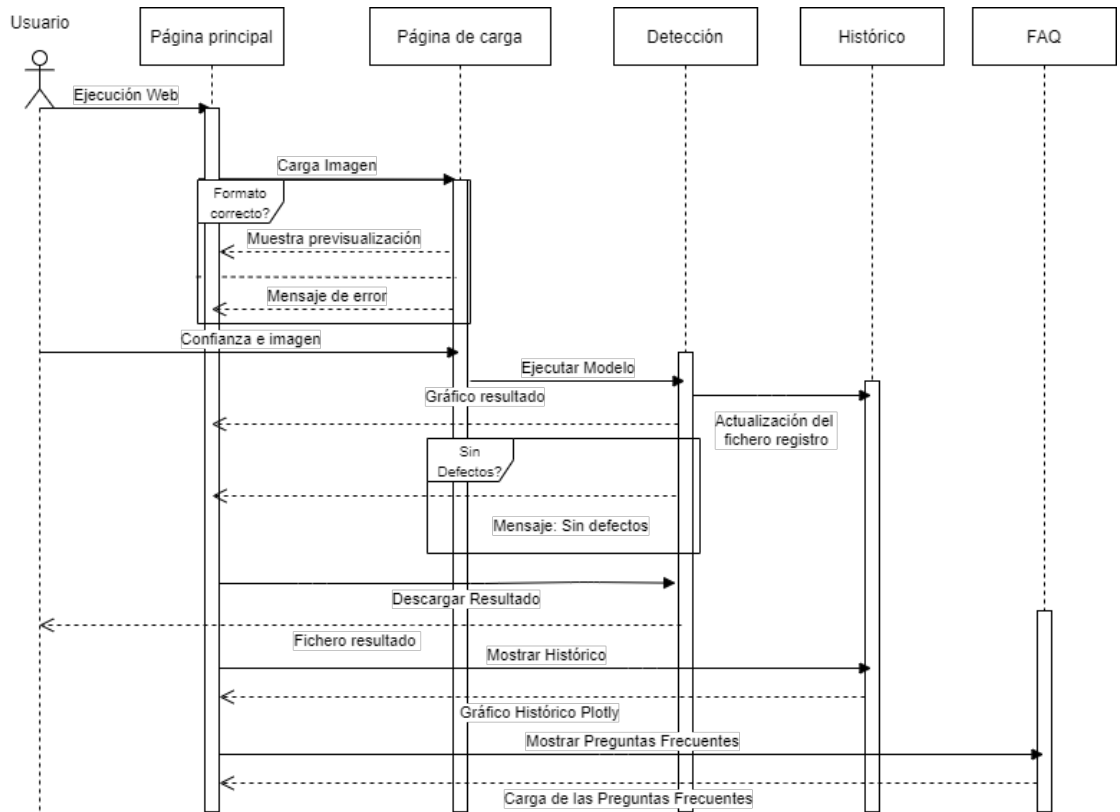 Usuario
Página principal
Página de carga
Detección
Histórico
FAQ
Ejecución Web
Carga Imagen
Formato
correcto?
Muestra previsualización
Mensaje de error
Confianza e imagen
Ejecutar Modelo
Gráfico resultado
Actualización del
fichero registro
Sin
Defectos?
Mensaje: Sin defectos
Descargar Resultado
Fichero resultado
Mostrar Histórico
Gráfico Histórico Plotly
Mostrar Preguntas Frecuentes
Carga de las Preguntas Frecuentes